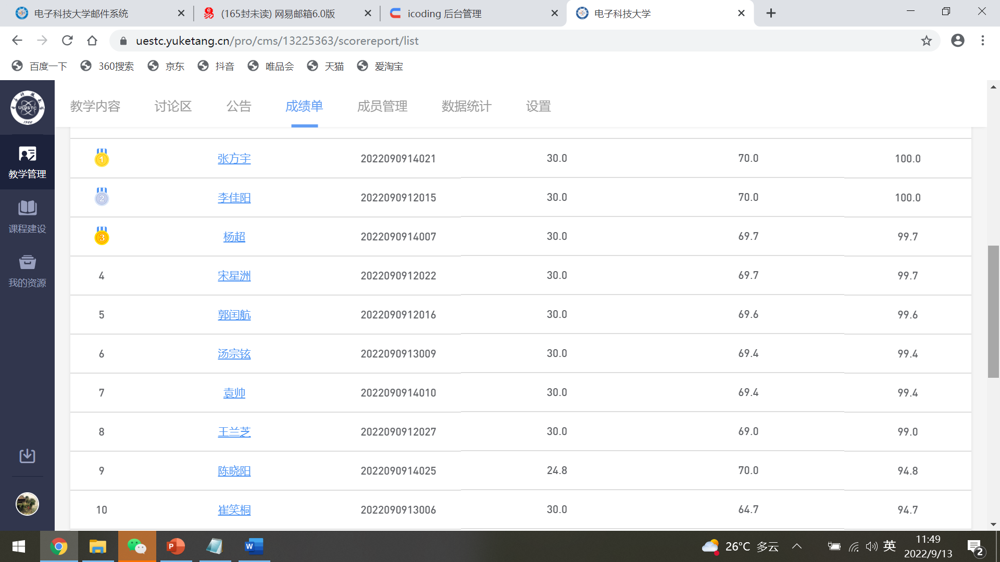 电子科技大学邮件系统
(165封未读) 网易邮箱6.0版
icoding 后台管理
电子科技大学
uestc.yuketang.cn/pro/cms/13225363/scorereport/list
百度一下 360搜索 京东 抖音 唯品会 天猫 爱淘宝
UESTC
1956
教学管理
课程建设
我的资源
教学内容 讨论区 公告 成绩单 成员管理 数据统计 设置
1 张方宇 2022090914021 30.0 70.0 100.0
2 李佳阳 2022090912015 30.0 70.0 100.0
3 杨超 2022090914007 30.0 69.7 99.7
4 宋星洲 2022090912022 30.0 69.7 99.7
5 郭闰航 2022090912016 30.0 69.6 99.6
6 汤宗铉 2022090913009 30.0 69.4 99.4
7 袁帅 2022090914010 30.0 69.4 99.4
8 王兰芝 2022090912027 30.0 69.0 99.0
9 陈晓阳 2022090914025 24.8 70.0 94.8
10 崔笑桐 2022090913006 30.0 64.7 94.7
26°C 多云
英
11:49
2022/9/13
2